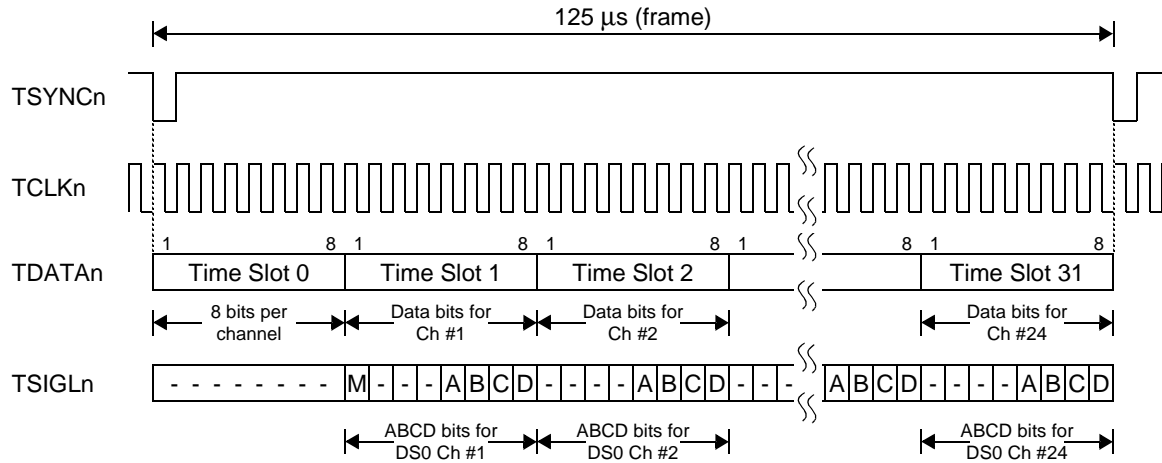 125 μs (frame)
TSYNCn
TCLKn
1 8 1 8 1 8 1 8 1 8
TDATAn Time Slot 0 Time Slot 1 Time Slot 2 Time Slot 31
8 bits per channel
Data bits for Ch #1
Data bits for Ch #2
Data bits for Ch #24
TSIGLn - - - - - - - - M - - - A B C D - - - - A B C D - - - A B C D - - - - A B C D
ABCD bits for DS0 Ch #1
ABCD bits for DS0 Ch #2
ABCD bits for DS0 Ch #24